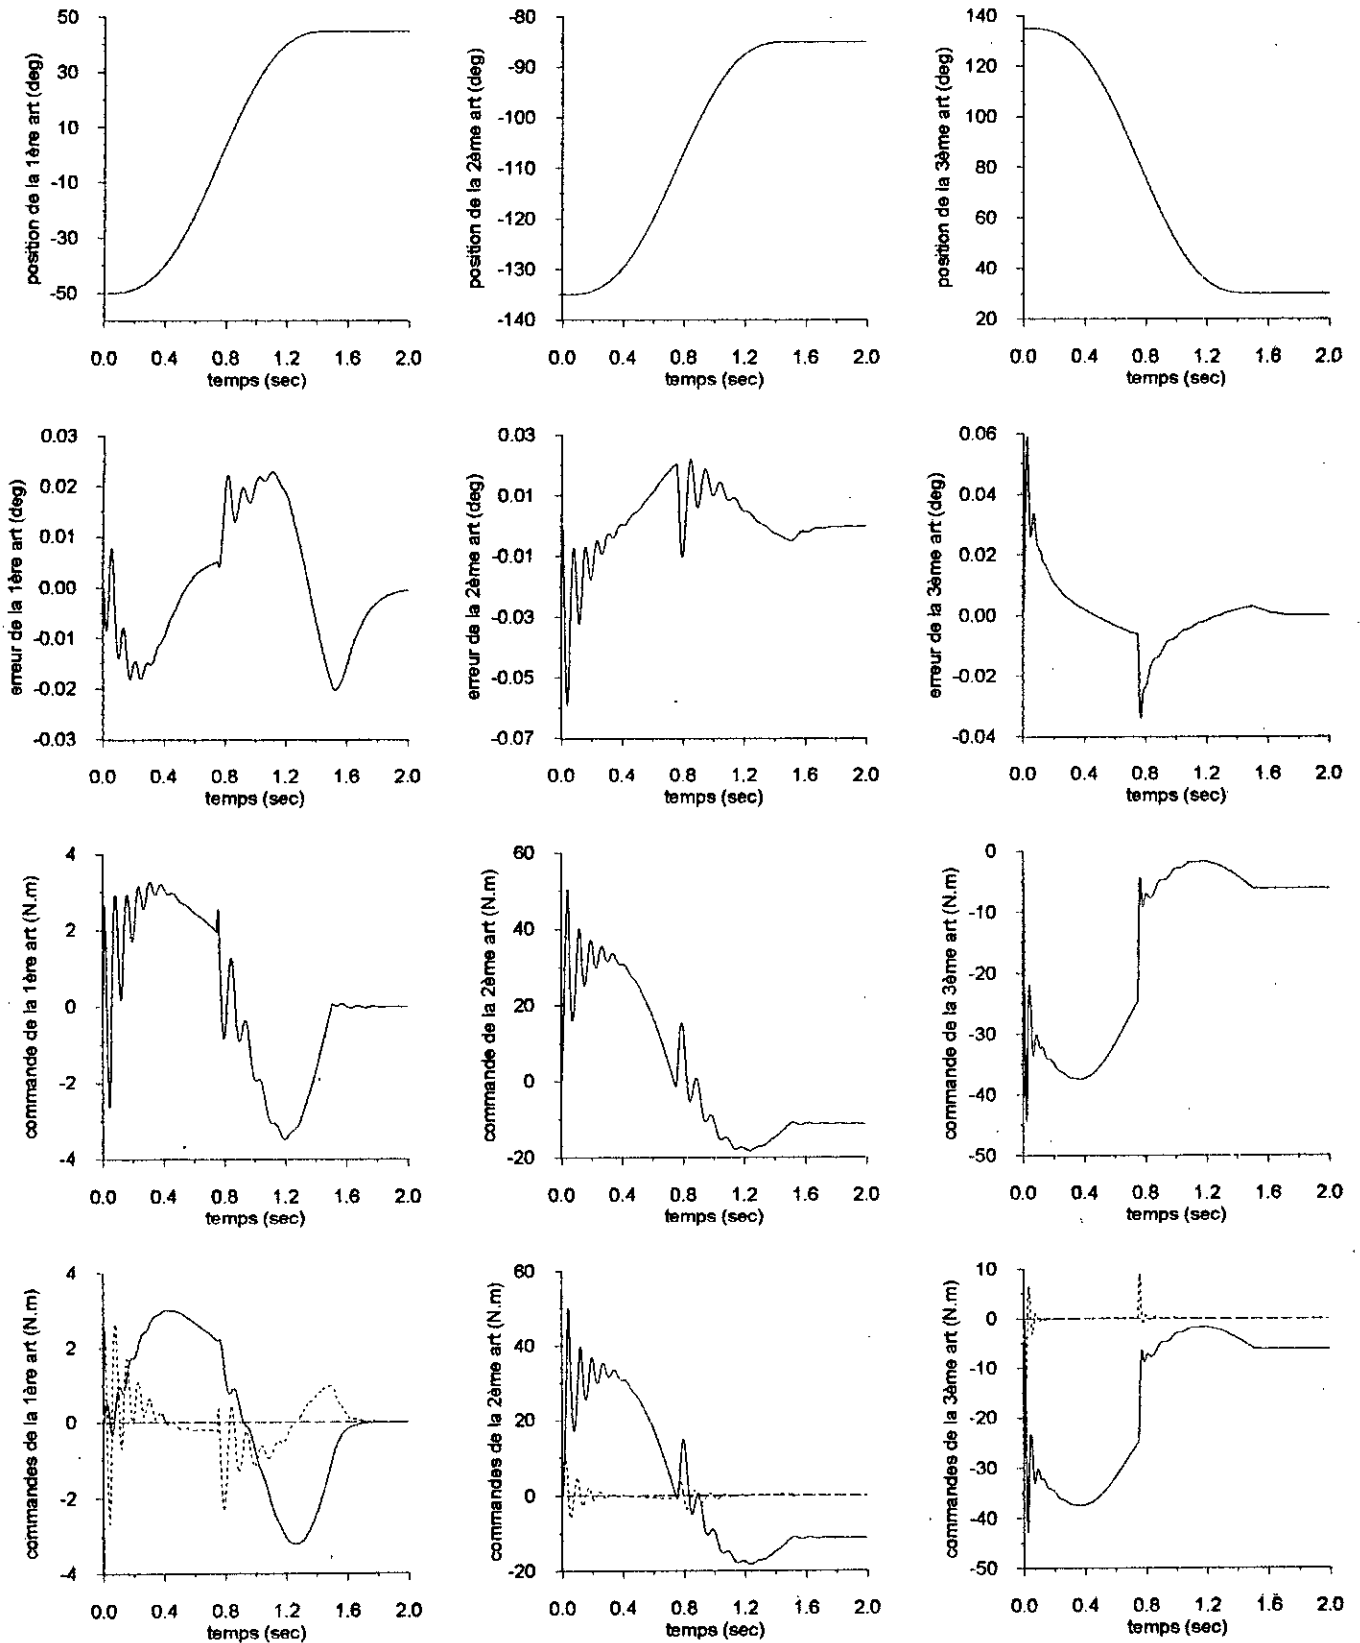 position de la 1ère art (deg)
50
30
10
-10
-30
-50
0.0 0.4 0.8 1.2 1.6 2.0
temps (sec)
position de la 2ème art (deg)
-80
-90
-100
-110
-120
-130
-140
0.0 0.4 0.8 1.2 1.6 2.0
temps (sec)
position de la 3ème art (deg)
140
120
100
80
60
40
20
0.0 0.4 0.8 1.2 1.6 2.0
temps (sec)
erreur de la 1ère art (deg)
0.03
0.02
0.01
0.00
-0.01
-0.02
-0.03
0.0 0.4 0.8 1.2 1.6 2.0
temps (sec)
erreur de la 2ème art (deg)
0.03
0.01
-0.01
-0.03
-0.05
-0.07
0.0 0.4 0.8 1.2 1.6 2.0
temps (sec)
erreur de la 3ème art (deg)
0.06
0.04
0.02
0.00
-0.02
-0.04
0.0 0.4 0.8 1.2 1.6 2.0
temps (sec)
commande de la 1ère art (N.m)
4
2
0
-2
-4
0.0 0.4 0.8 1.2 1.6 2.0
temps (sec)
commande de la 2ème art (N.m)
60
40
20
0
-20
0.0 0.4 0.8 1.2 1.6 2.0
temps (sec)
commande de la 3ème art (N.m)
0
-10
-20
-30
-40
-50
0.0 0.4 0.8 1.2 1.6 2.0
temps (sec)
commandes de la 1ère art (N.m)
4
2
0
-2
-4
0.0 0.4 0.8 1.2 1.6 2.0
temps (sec)
commandes de la 2ème art (N.m)
60
40
20
0
-20
0.0 0.4 0.8 1.2 1.6 2.0
temps (sec)
commandes de la 3ème art (N.m)
10
0
-10
-20
-30
-40
-50
0.0 0.4 0.8 1.2 1.6 2.0
temps (sec)